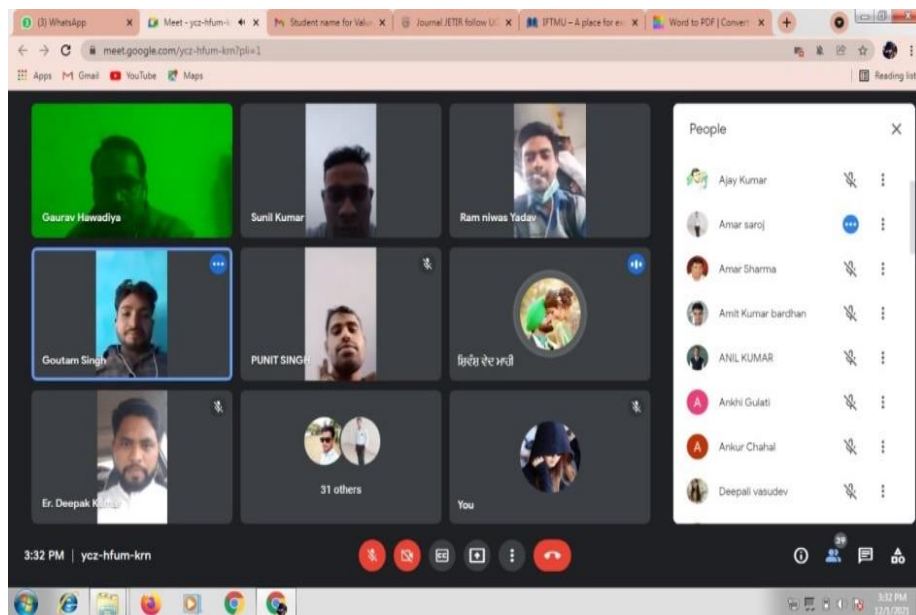 (3) WhatsApp
Meet - ycz-hfum-k
Student name for Valu
Journal JETIR follow U
IFTMU – A place for ex
Word to PDF | Convert
meet.google.com/ycz-hfum-krn?pli=1
Apps
Gmail
YouTube
Maps
Reading list
Gaurav Hawadiya
Sunil Kumar
Ram niwas Yadav
Goutam Singh
PUNIT SINGH
ਸ਼ਿਵੰਸ਼ ਵੇਦ ਮਾਹੀ
Er. Deepak Kumar
31 others
You
People
Ajay Kumar
Amar saroj
Amar Sharma
Amit Kumar bardhan
ANIL KUMAR
A
Ankhi Gulati
A
Ankur Chahal
Deepali vasudev
3:32 PM | ycz-hfum-krn
CC
39
3:32 PM